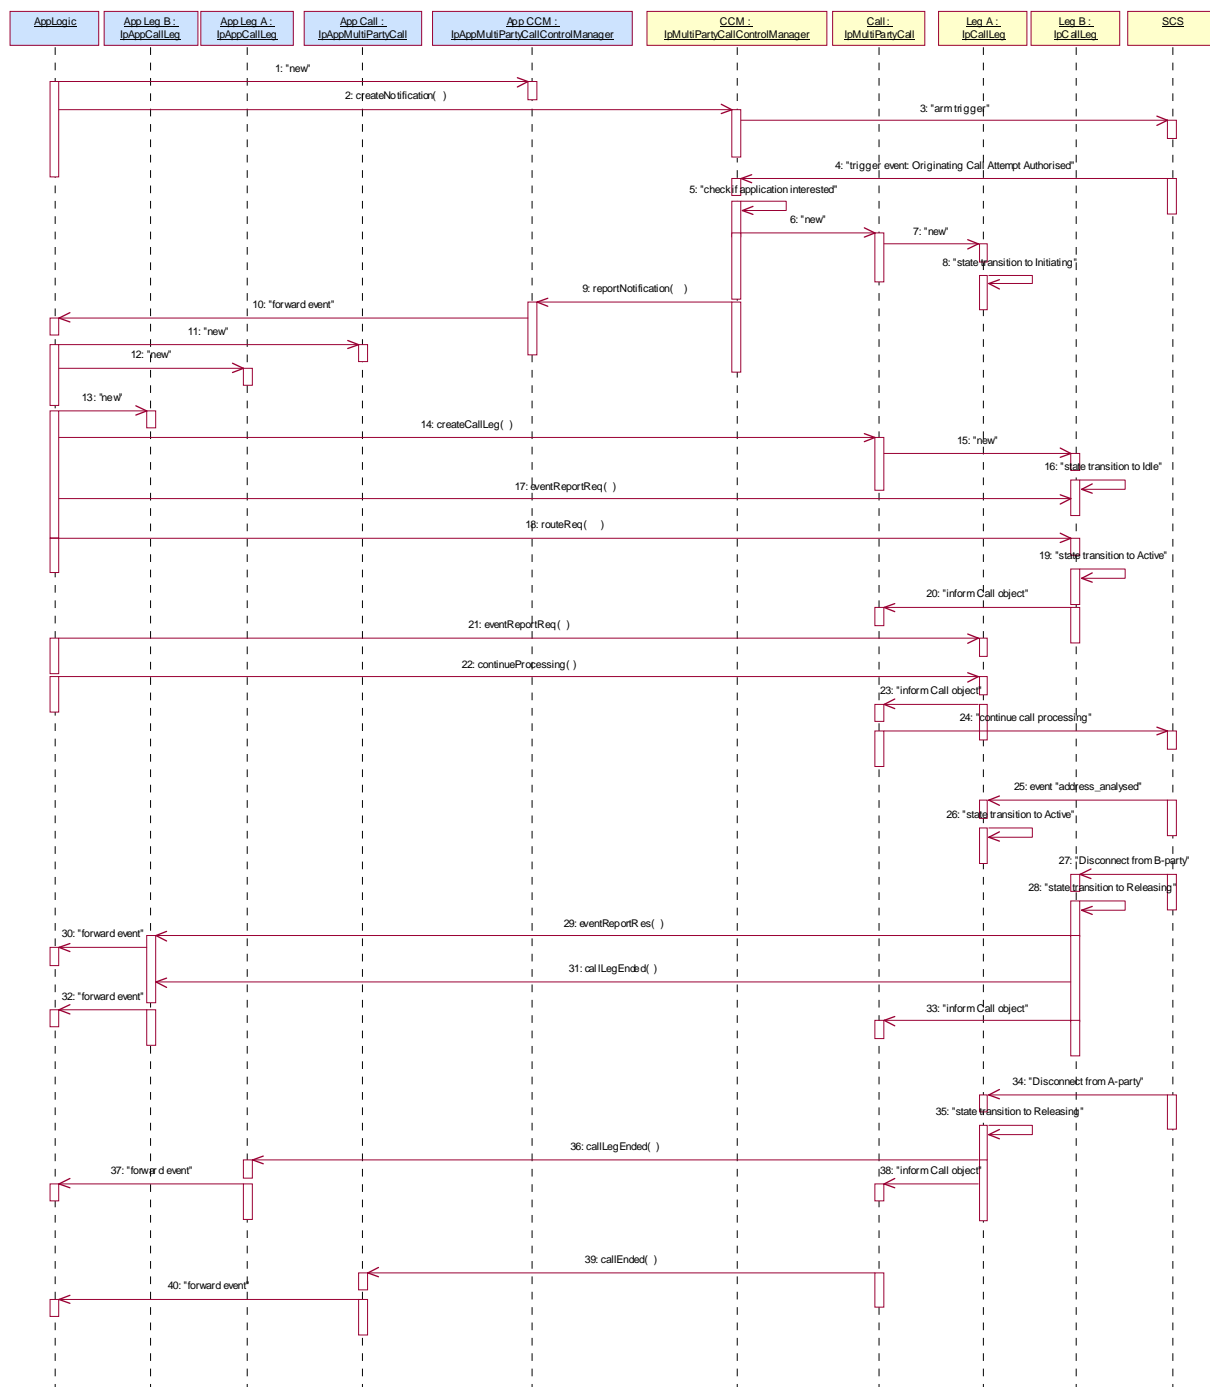 AppLogic
App Leg B :
IpAppCallLeg
App Leg A :
IpAppCallLeg
App Call :
IpAppMultiPartyCall
App CCM :
IpAppMultiPartyCallControlManager
CCM :
IpMultiPartyCallControlManager
Call :
IpMultiPartyCall
Leg A :
IpCallLeg
Leg B :
IpCallLeg
SCS
1: "new"
2: createNotification( )
3: "arm trigger"
4: "trigger event: Originating Call Attempt Authorised"
5: "check if application interested"
6: "new"
7: "new"
8: "state transition to Initiating"
9: reportNotification( )
10: "forward event"
11: "new"
12: "new"
13: "new"
14: createCallLeg( )
15: "new"
16: "state transition to Idle"
17: eventReportReq( )
18: routeReq( )
19: "state transition to Active"
20: "inform Call object"
21: eventReportReq( )
22: continueProcessing( )
23: "inform Call object"
24: "continue call processing"
25: event "address_analysed"
26: "state transition to Active"
27: "Disconnect from B-party"
28: "state transition to Releasing"
29: eventReportRes( )
30: "forward event"
31: callLegEnded( )
32: "forward event"
33: "inform Call object"
34: "Disconnect from A-party"
35: "state transition to Releasing"
36: callLegEnded( )
37: "forward event"
38: "inform Call object"
39: callEnded( )
40: "forward event"